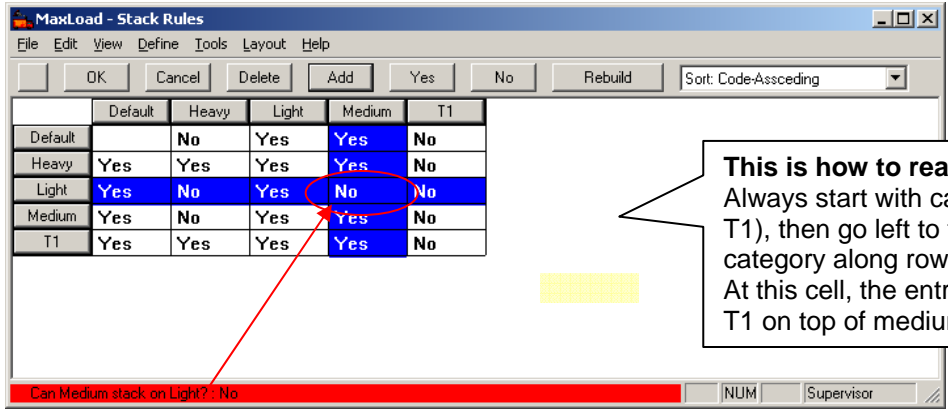 MaxLoad - Stack Rules
File Edit View Define Tools Layout Help
OK Cancel Delete Add Yes No Rebuild Sort: Code-Assceding
Default Heavy Light Medium T1
Default No Yes Yes No
Heavy Yes Yes Yes Yes No
Light Yes No Yes No No
Medium Yes No Yes Yes No
T1 Yes Yes Yes Yes No
This is how to rea
Always start with ca
T1), then go left to
category along row
At this cell, the entr
T1 on top of mediu
Can Medium stack on Light? : No
NUM Supervisor